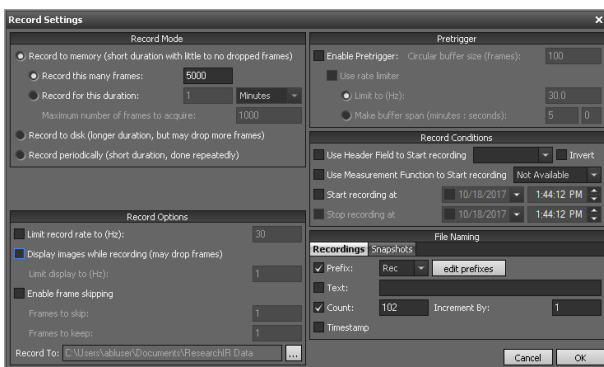 Record Settings
Record Mode
Record to memory (short duration with little to no dropped frames)
Record this many frames: 5000
Record for this duration: 1 Minutes
Maximum number of frames to acquire: 1000
Record to disk (longer duration, but may drop more frames)
Record periodically (short duration, done repeatedly)
Record Options
Limit record rate to (Hz): 30
Display images while recording (may drop frames)
Limit display to (Hz): 1
Enable frame skipping
Frames to skip: 1
Frames to keep: 1
Record To: C:\Users\abluser\Documents\ResearchIR Data ...
Pretrigger
Enable Pretrigger: Circular buffer size (frames): 100
Use rate limiter
Limit to (Hz): 30.0
Make buffer span (minutes : seconds): 5 0
Record Conditions
Use Header Field to Start recording Invert
Use Measurement Function to Start recording Not Available
Start recording at 10/18/2017 1:44:12 PM
Stop recording at 10/18/2017 1:44:12 PM
File Naming
Recordings Snapshots
Prefix: Rec edit prefixes
Text:
Count: 102 Increment By: 1
Timestamp
Cancel OK